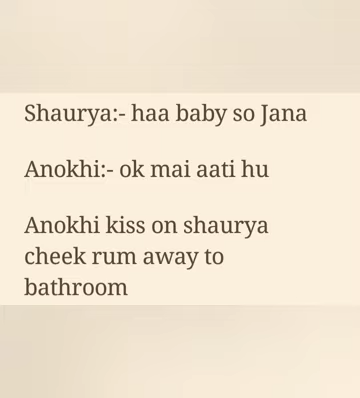 Shaurya:- haa baby so Jana
Anokhi:- ok mai aati hu
Anokhi kiss on shaurya
cheek rum away to
bathroom